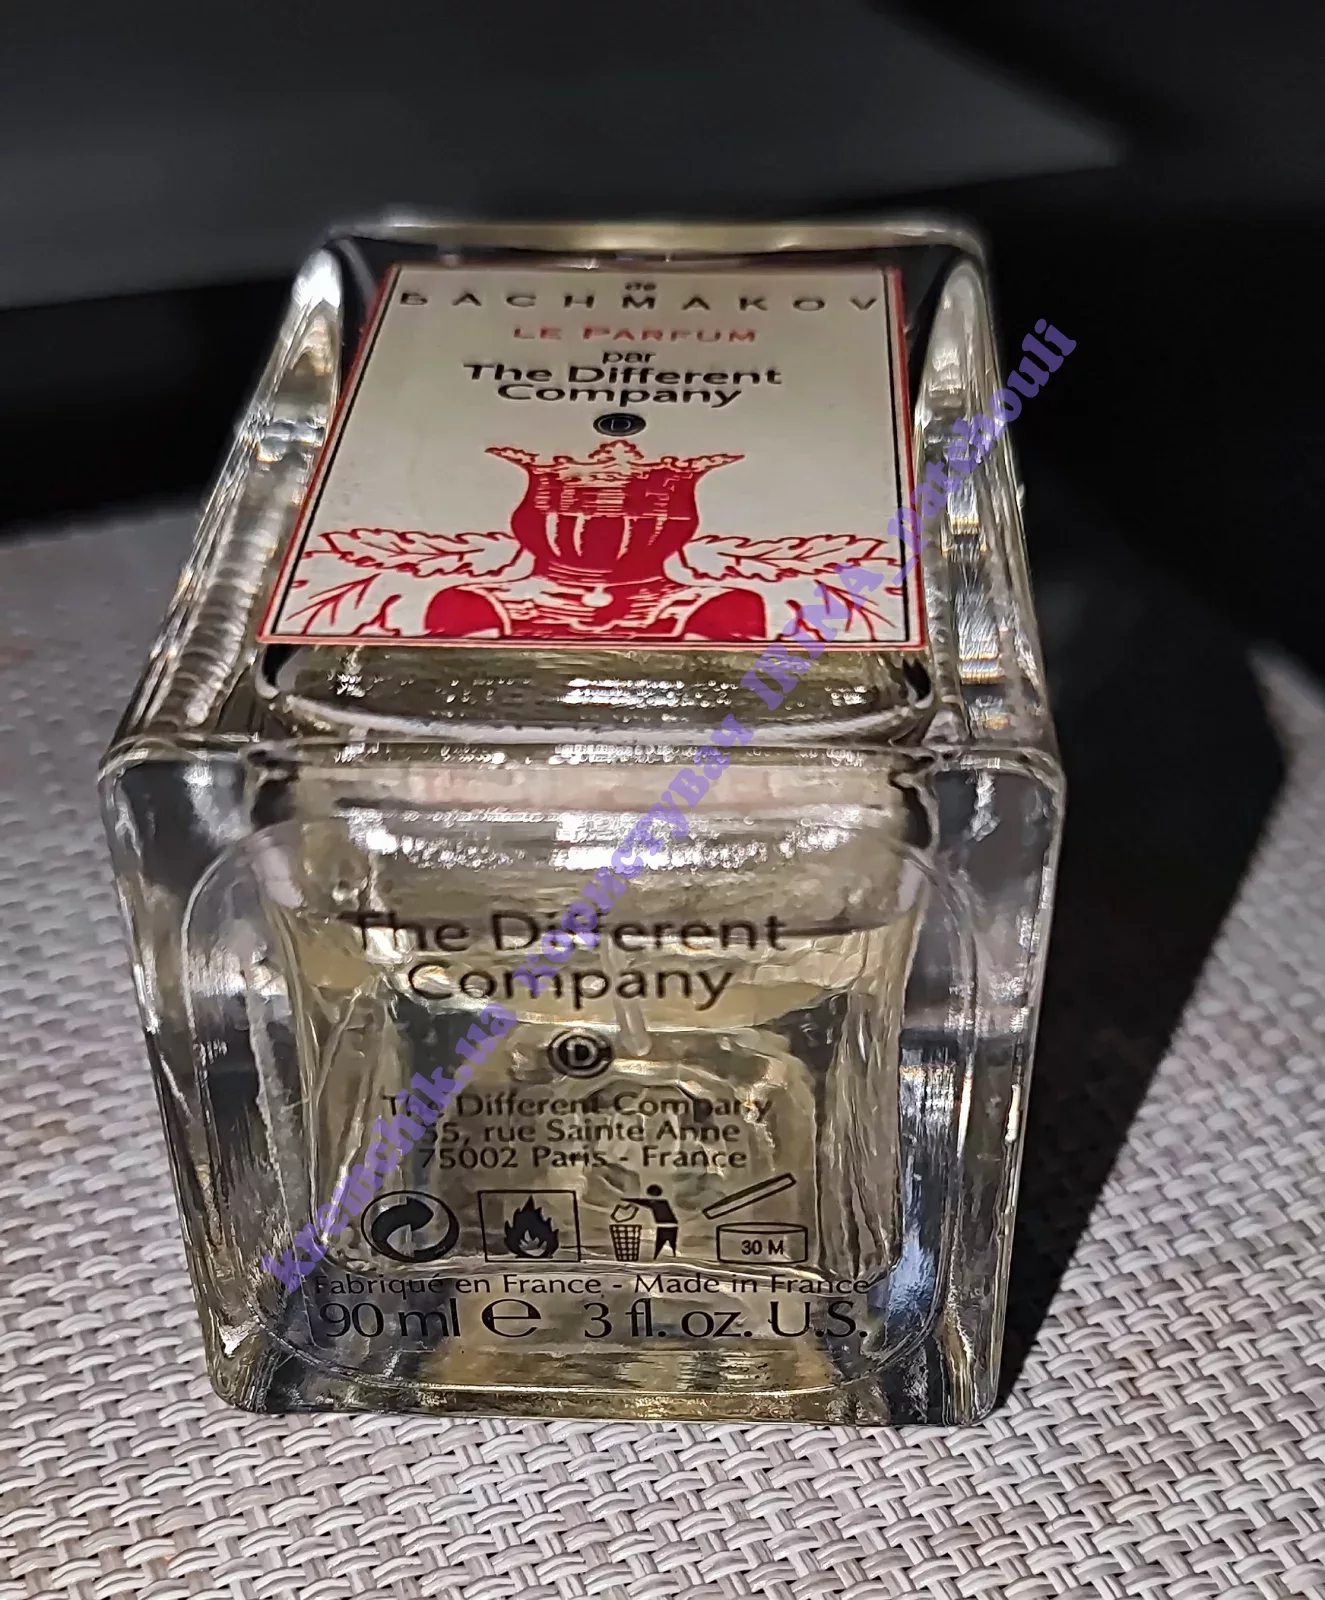 de
BACHMAKOV
LE PARFUM
par
The Different
Company
D
The Different
Company
D
The Different Company
35, rue Sainte Anne
75002 Paris - France
30 M
Fabriqué en France - Made in France
90 ml e 3 fl. oz. U.S.
kremchik.ua користувач IRINA_patchouli